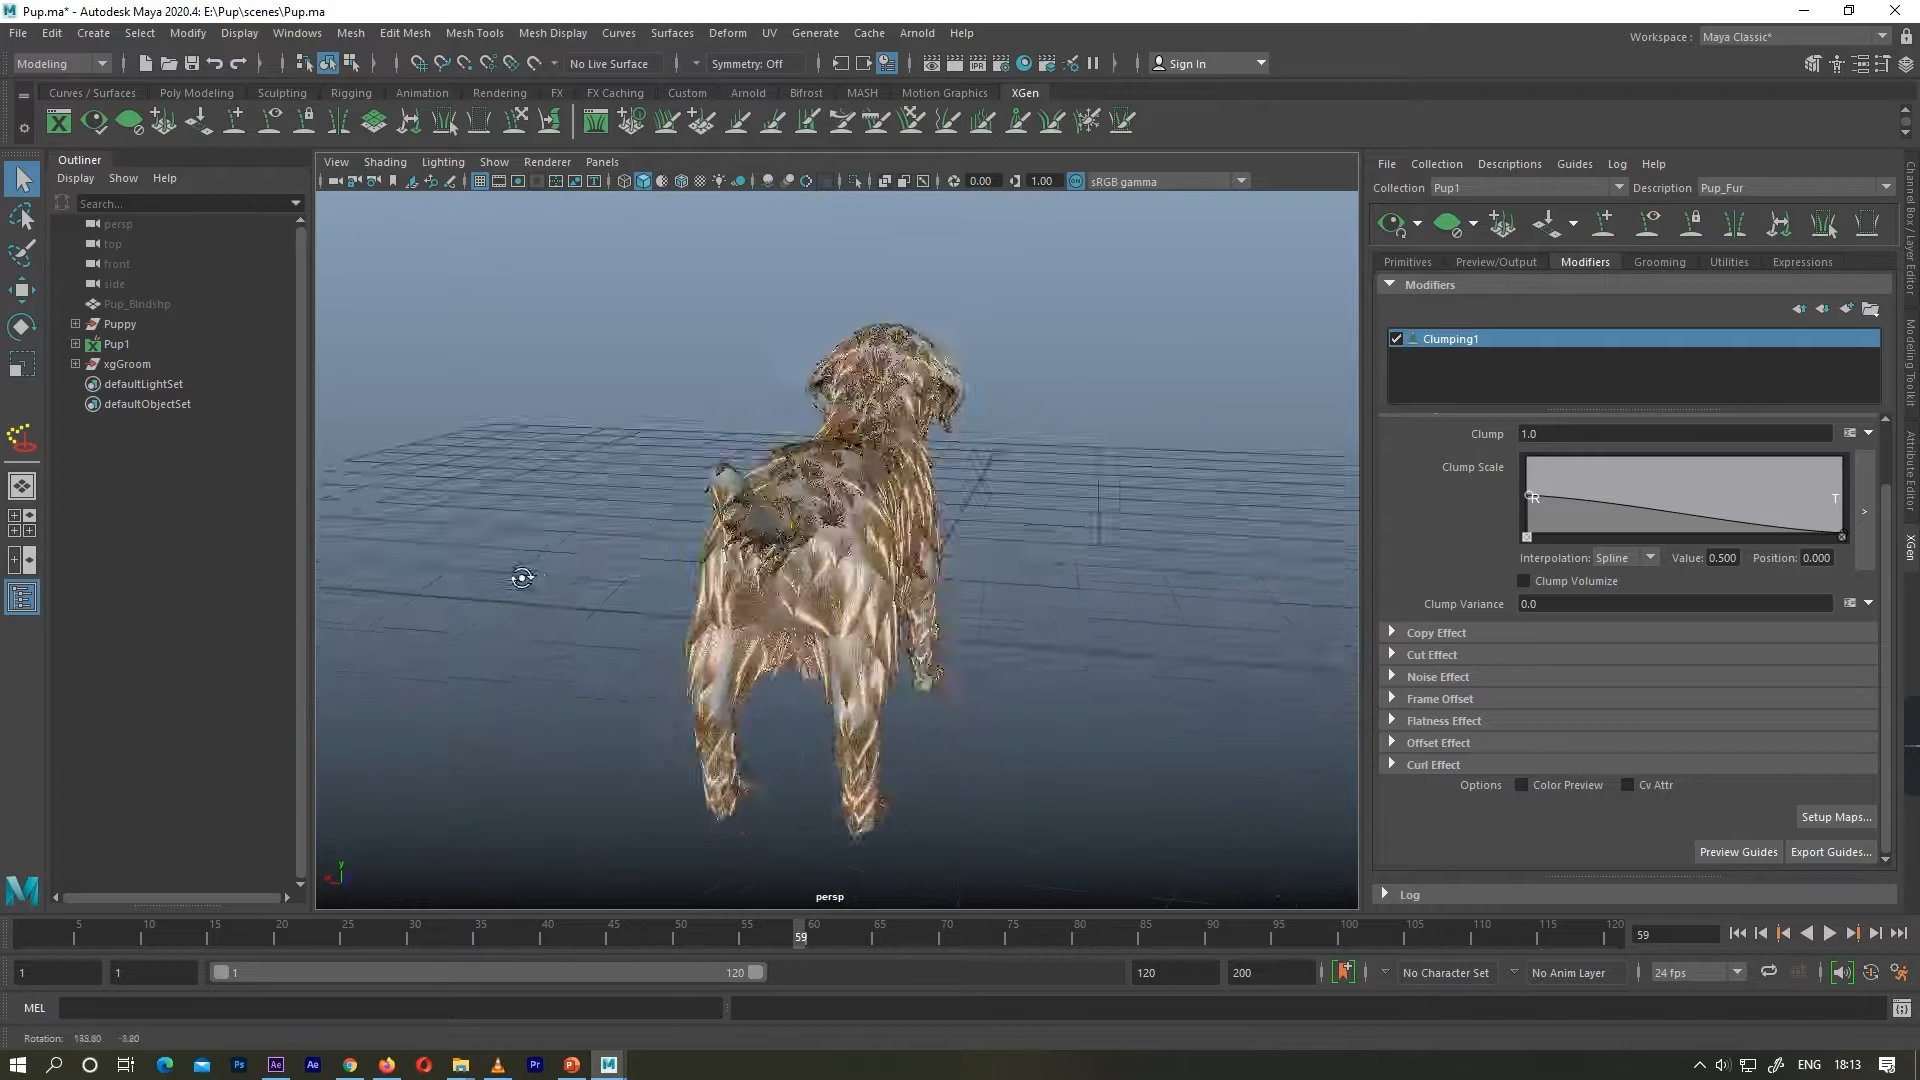 Pup.ma* - Autodesk Maya 2020.4: E:\Pup\scenes\Pup.ma
File Edit Create Select Modify Display Windows Mesh Edit Mesh Mesh Tools Mesh Display Curves Surfaces Deform UV Generate Cache Arnold Help
Workspace : Maya Classic*
Modeling No Live Surface Symmetry: Off Sign In
Curves / Surfaces Poly Modeling Sculpting Rigging Animation Rendering FX FX Caching Custom Arnold Bifrost MASH Motion Graphics XGen
Outliner
Display Show Help
Search...
persp
top
front
side
Pup_Blndshp
Puppy
Pup1
xgGroom
defaultLightSet
defaultObjectSet
View Shading Lighting Show Renderer Panels
0.00 1.00 sRGB gamma
persp
y
File Collection Descriptions Guides Log Help
Collection Pup1 Description Pup_Fur
Primitives Preview/Output Modifiers Grooming Utilities Expressions
Modifiers
Clumping1
Clump 1.0
Clump Scale
R T
>
Interpolation: Spline Value: 0.500 Position: 0.000
Clump Volumize
Clump Variance 0.0
Copy Effect
Cut Effect
Noise Effect
Frame Offset
Flatness Effect
Offset Effect
Curl Effect
Options Color Preview Cv Attr
Setup Maps...
Preview Guides Export Guides...
Log
Channel Box / Layer Editor
Modeling Toolkit
Attribute Editor
XGen
5 10 15 20 25 30 35 40 45 50 55 60 65 70 75 80 85 90 95 100 105 110 115 120
59
59
1 1 1 120 120 200 No Character Set No Anim Layer 24 fps
MEL
Rotation:
ENG 18:13